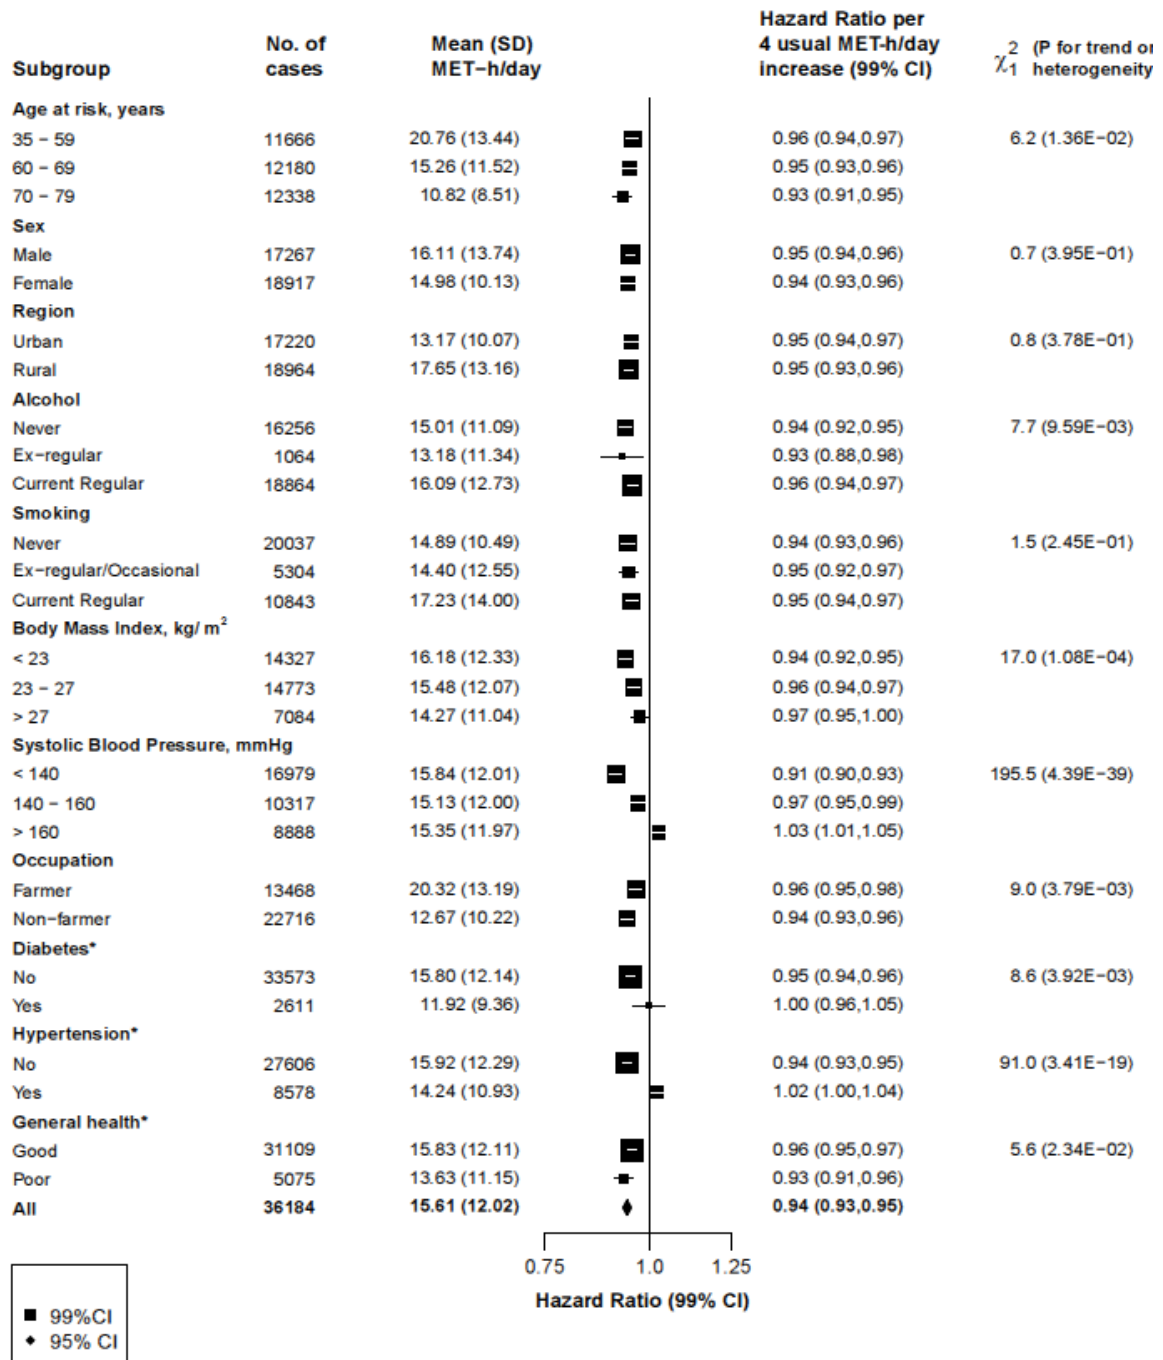 Subgroup No. of cases Mean (SD) MET−h/day Hazard Ratio per 4 usual MET-h/day increase (99% CI) χ²₁ (P for trend or heterogeneity
Age at risk, years
35 − 59 11666 20.76 (13.44) 0.96 (0.94,0.97) 6.2 (1.36E−02)
60 − 69 12180 15.26 (11.52) 0.95 (0.93,0.96)
70 − 79 12338 10.82 (8.51) 0.93 (0.91,0.95)
Sex
Male 17267 16.11 (13.74) 0.95 (0.94,0.96) 0.7 (3.95E−01)
Female 18917 14.98 (10.13) 0.94 (0.93,0.96)
Region
Urban 17220 13.17 (10.07) 0.95 (0.94,0.97) 0.8 (3.78E−01)
Rural 18964 17.65 (13.16) 0.95 (0.93,0.96)
Alcohol
Never 16256 15.01 (11.09) 0.94 (0.92,0.95) 7.7 (9.59E−03)
Ex−regular 1064 13.18 (11.34) 0.93 (0.88,0.98)
Current Regular 18864 16.09 (12.73) 0.96 (0.94,0.97)
Smoking
Never 20037 14.89 (10.49) 0.94 (0.93,0.96) 1.5 (2.45E−01)
Ex−regular/Occasional 5304 14.40 (12.55) 0.95 (0.92,0.97)
Current Regular 10843 17.23 (14.00) 0.95 (0.94,0.97)
Body Mass Index, kg/ m²
< 23 14327 16.18 (12.33) 0.94 (0.92,0.95) 17.0 (1.08E−04)
23 − 27 14773 15.48 (12.07) 0.96 (0.94,0.97)
> 27 7084 14.27 (11.04) 0.97 (0.95,1.00)
Systolic Blood Pressure, mmHg
< 140 16979 15.84 (12.01) 0.91 (0.90,0.93) 195.5 (4.39E−39)
140 − 160 10317 15.13 (12.00) 0.97 (0.95,0.99)
> 160 8888 15.35 (11.97) 1.03 (1.01,1.05)
Occupation
Farmer 13468 20.32 (13.19) 0.96 (0.95,0.98) 9.0 (3.79E−03)
Non−farmer 22716 12.67 (10.22) 0.94 (0.93,0.96)
Diabetes*
No 33573 15.80 (12.14) 0.95 (0.94,0.96) 8.6 (3.92E−03)
Yes 2611 11.92 (9.36) 1.00 (0.96,1.05)
Hypertension*
No 27606 15.92 (12.29) 0.94 (0.93,0.95) 91.0 (3.41E−19)
Yes 8578 14.24 (10.93) 1.02 (1.00,1.04)
General health*
Good 31109 15.83 (12.11) 0.96 (0.95,0.97) 5.6 (2.34E−02)
Poor 5075 13.63 (11.15) 0.93 (0.91,0.96)
All 36184 15.61 (12.02) 0.94 (0.93,0.95)
0.75 1.0 1.25
Hazard Ratio (99% CI)
99%CI
95% CI